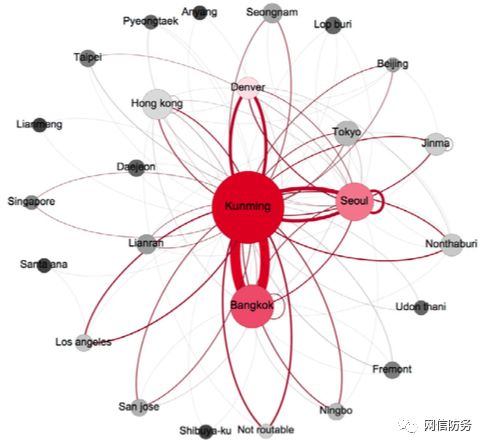 Anyang
Pyeongtaek
Seongnam
Lop buri
Taipei
Beijing
Denver
Hong kong
Lianmeng
Tokyo
Jinma
Daejeon
Singapore
Kunming
Seoul
Lianran
Nonthaburi
Santa ana
Bangkok
Udon thani
Los angeles
Fremont
San jose
Ningbo
Shibuya-ku
Not routable
网信防务